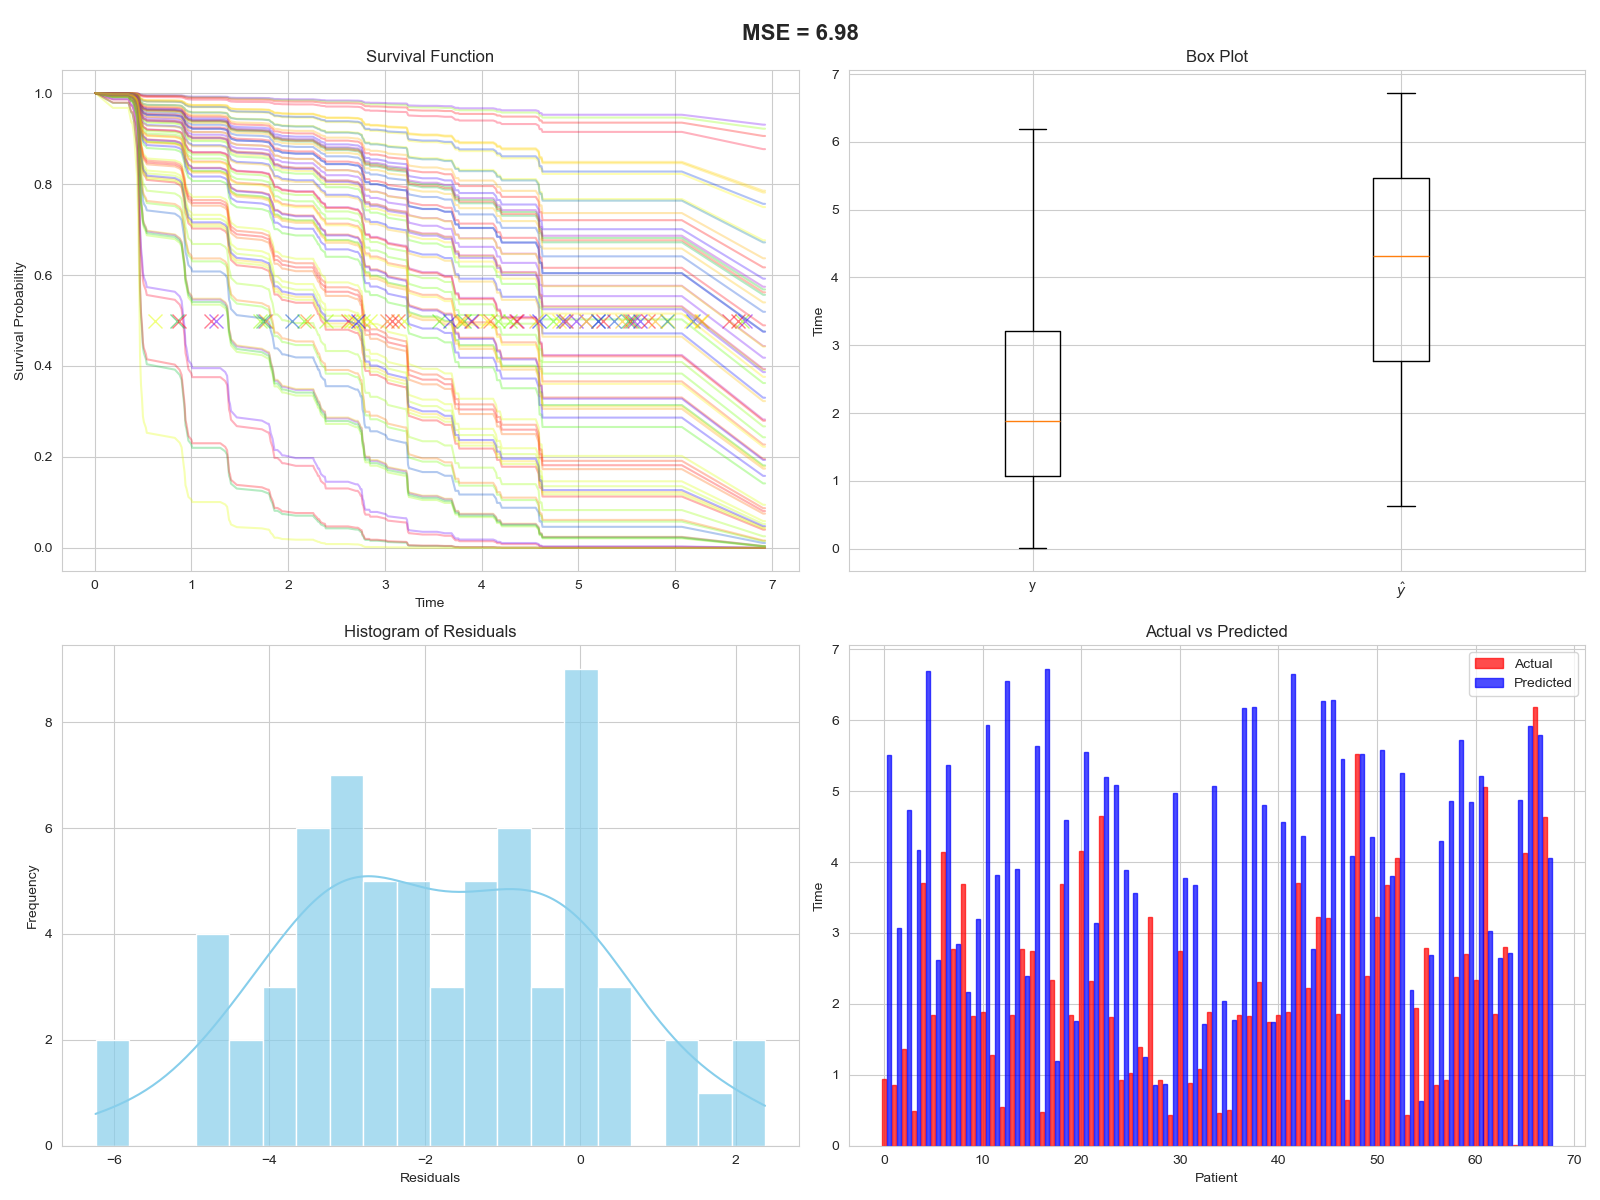 MSE = 6.98
Survival Function
1.0
0.8
0.6
0.4
0.2
0.0
Survival Probability
0 1 2 3 4 5 6 7
Time
Box Plot
7
6
5
4
3
2
1
0
Time
y ŷ
Histogram of Residuals
8
6
4
2
0
Frequency
−6 −4 −2 0 2
Residuals
Actual vs Predicted
7
6
5
4
3
2
1
0
Time
Actual
Predicted
0 10 20 30 40 50 60 70
Patient